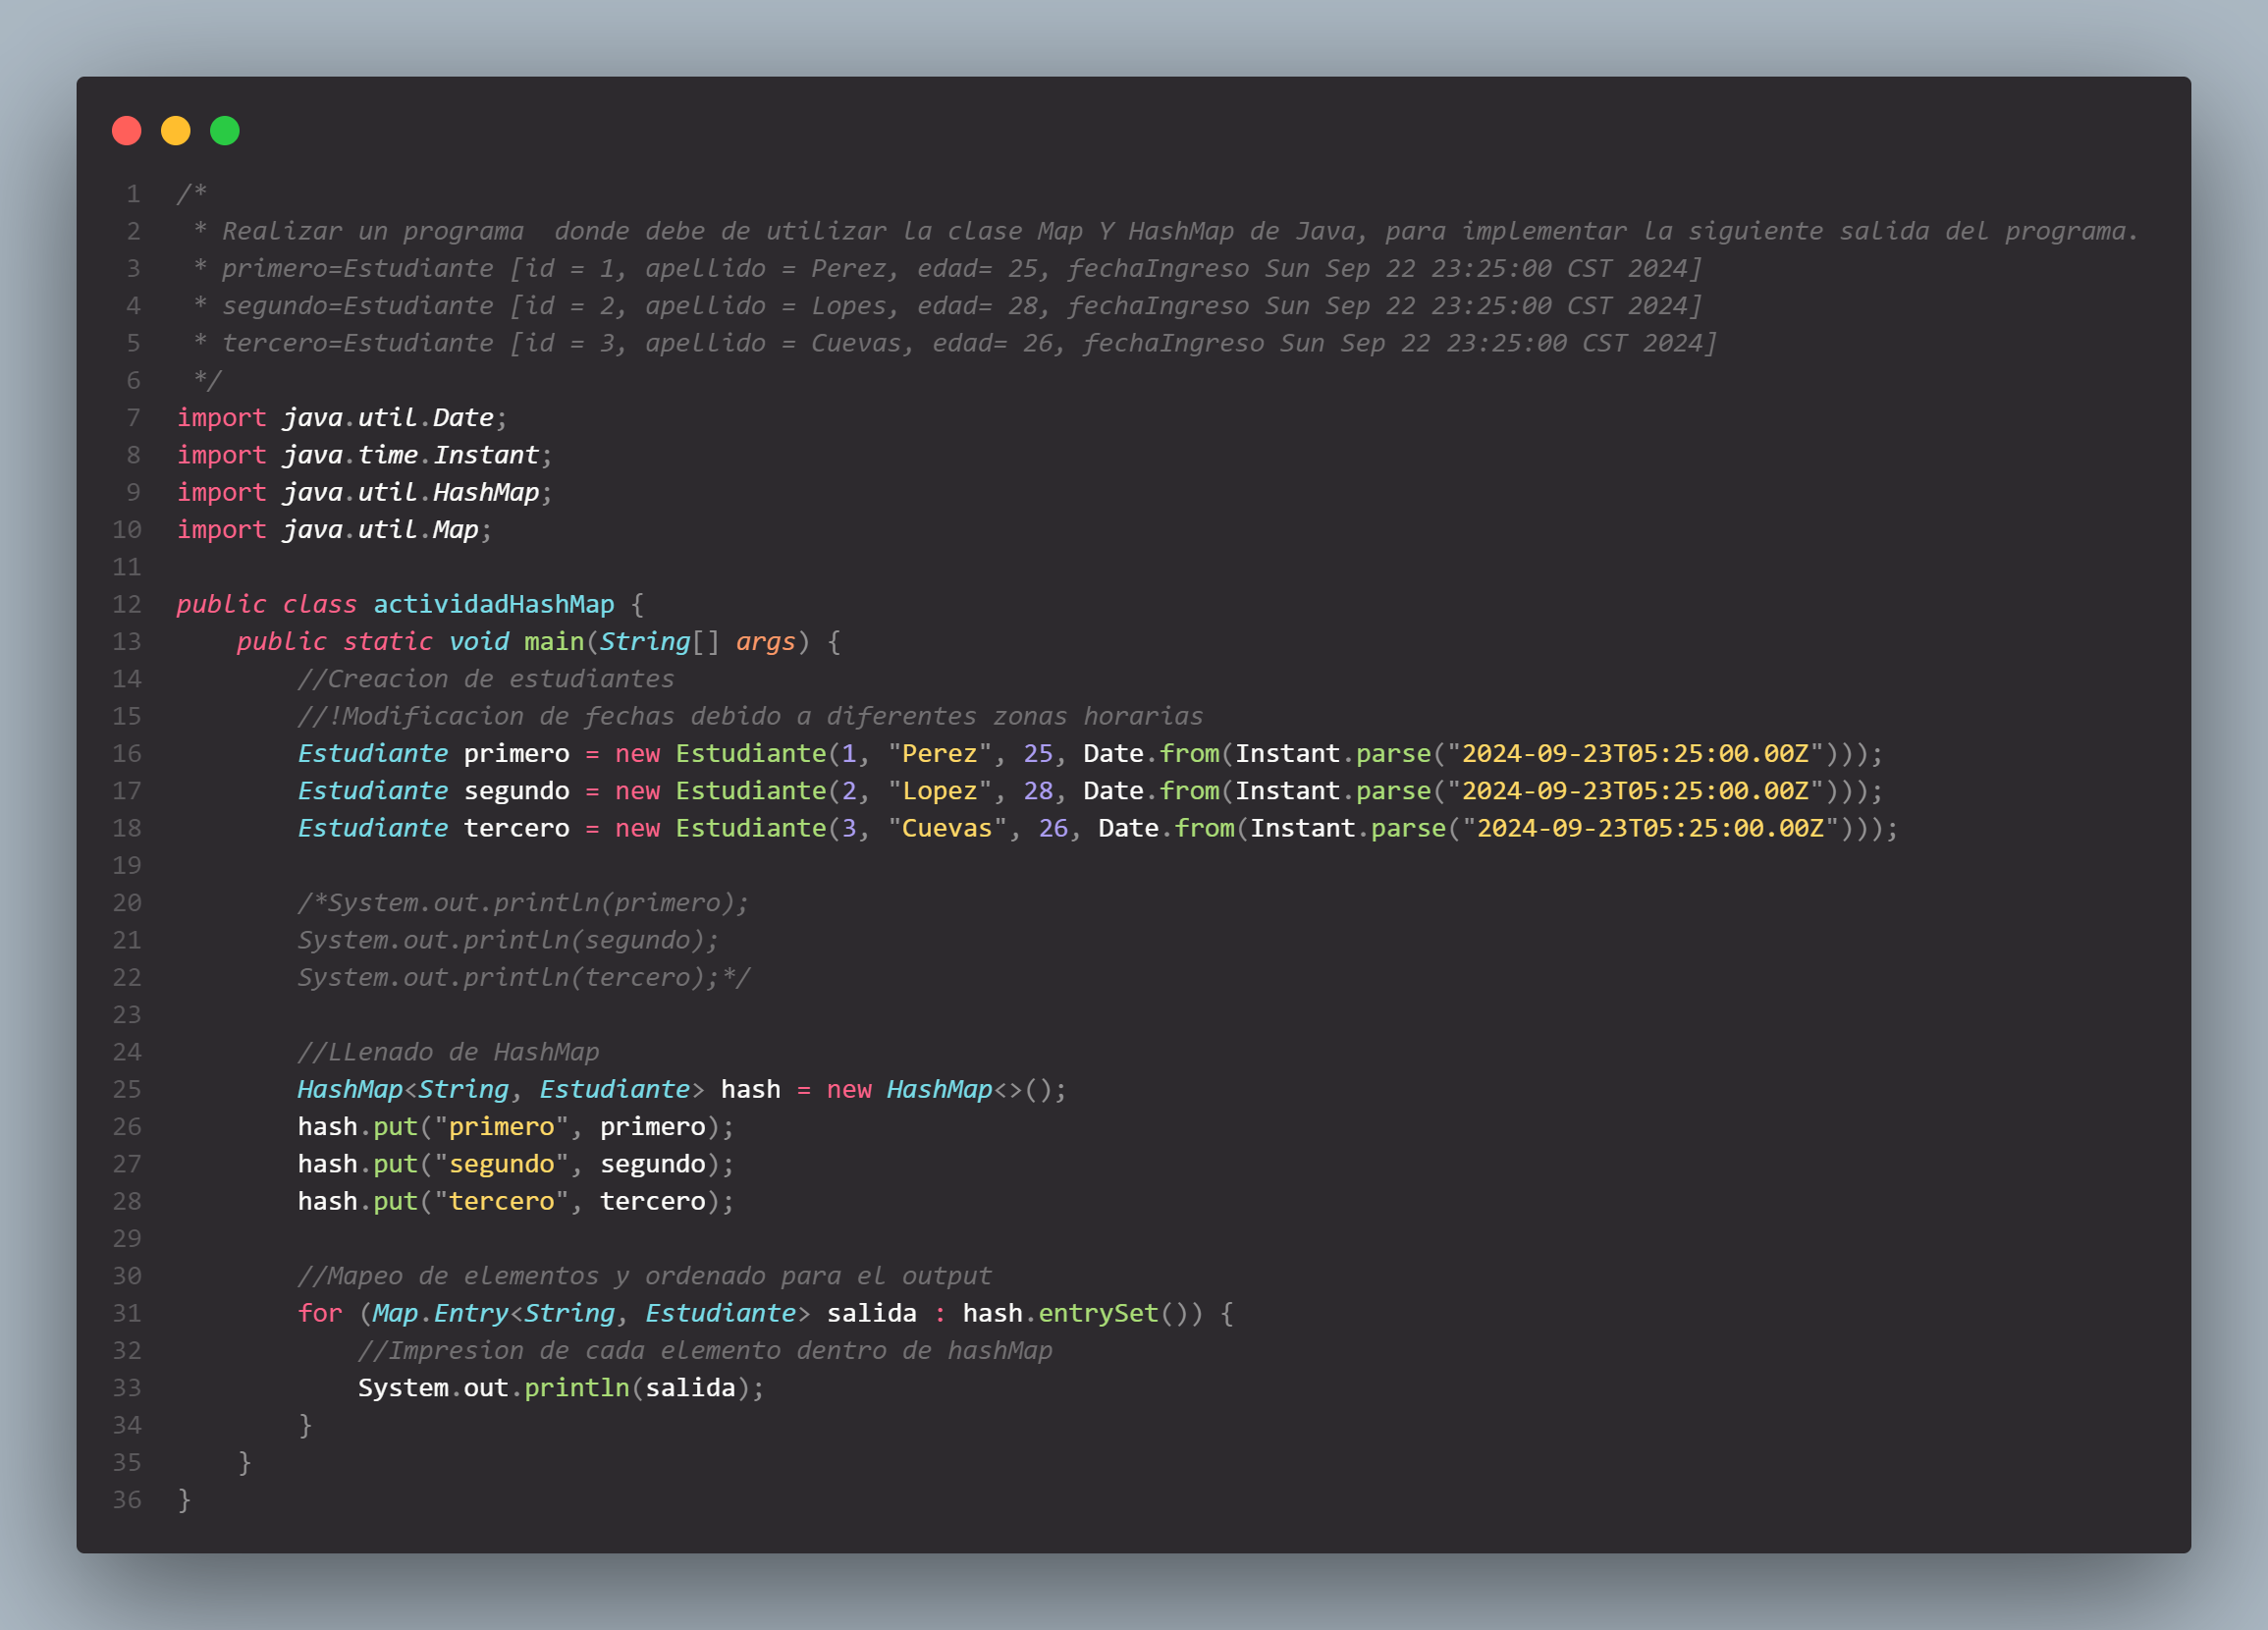 1 /*
2  * Realizar un programa  donde debe de utilizar la clase Map Y HashMap de Java, para implementar la siguiente salida del programa.
3  * primero=Estudiante [id = 1, apellido = Perez, edad= 25, fechaIngreso Sun Sep 22 23:25:00 CST 2024]
4  * segundo=Estudiante [id = 2, apellido = Lopes, edad= 28, fechaIngreso Sun Sep 22 23:25:00 CST 2024]
5  * tercero=Estudiante [id = 3, apellido = Cuevas, edad= 26, fechaIngreso Sun Sep 22 23:25:00 CST 2024]
6  */
7 import java.util.Date;
8 import java.time.Instant;
9 import java.util.HashMap;
10 import java.util.Map;
11
12 public class actividadHashMap {
13     public static void main(String[] args) {
14         //Creacion de estudiantes
15         //!Modificacion de fechas debido a diferentes zonas horarias
16         Estudiante primero = new Estudiante(1, "Perez", 25, Date.from(Instant.parse("2024-09-23T05:25:00.00Z")));
17         Estudiante segundo = new Estudiante(2, "Lopez", 28, Date.from(Instant.parse("2024-09-23T05:25:00.00Z")));
18         Estudiante tercero = new Estudiante(3, "Cuevas", 26, Date.from(Instant.parse("2024-09-23T05:25:00.00Z")));
19
20         /*System.out.println(primero);
21         System.out.println(segundo);
22         System.out.println(tercero);*/
23
24         //LLenado de HashMap
25         HashMap<String, Estudiante> hash = new HashMap<>();
26         hash.put("primero", primero);
27         hash.put("segundo", segundo);
28         hash.put("tercero", tercero);
29
30         //Mapeo de elementos y ordenado para el output
31         for (Map.Entry<String, Estudiante> salida : hash.entrySet()) {
32             //Impresion de cada elemento dentro de hashMap
33             System.out.println(salida);
34         }
35     }
36 }